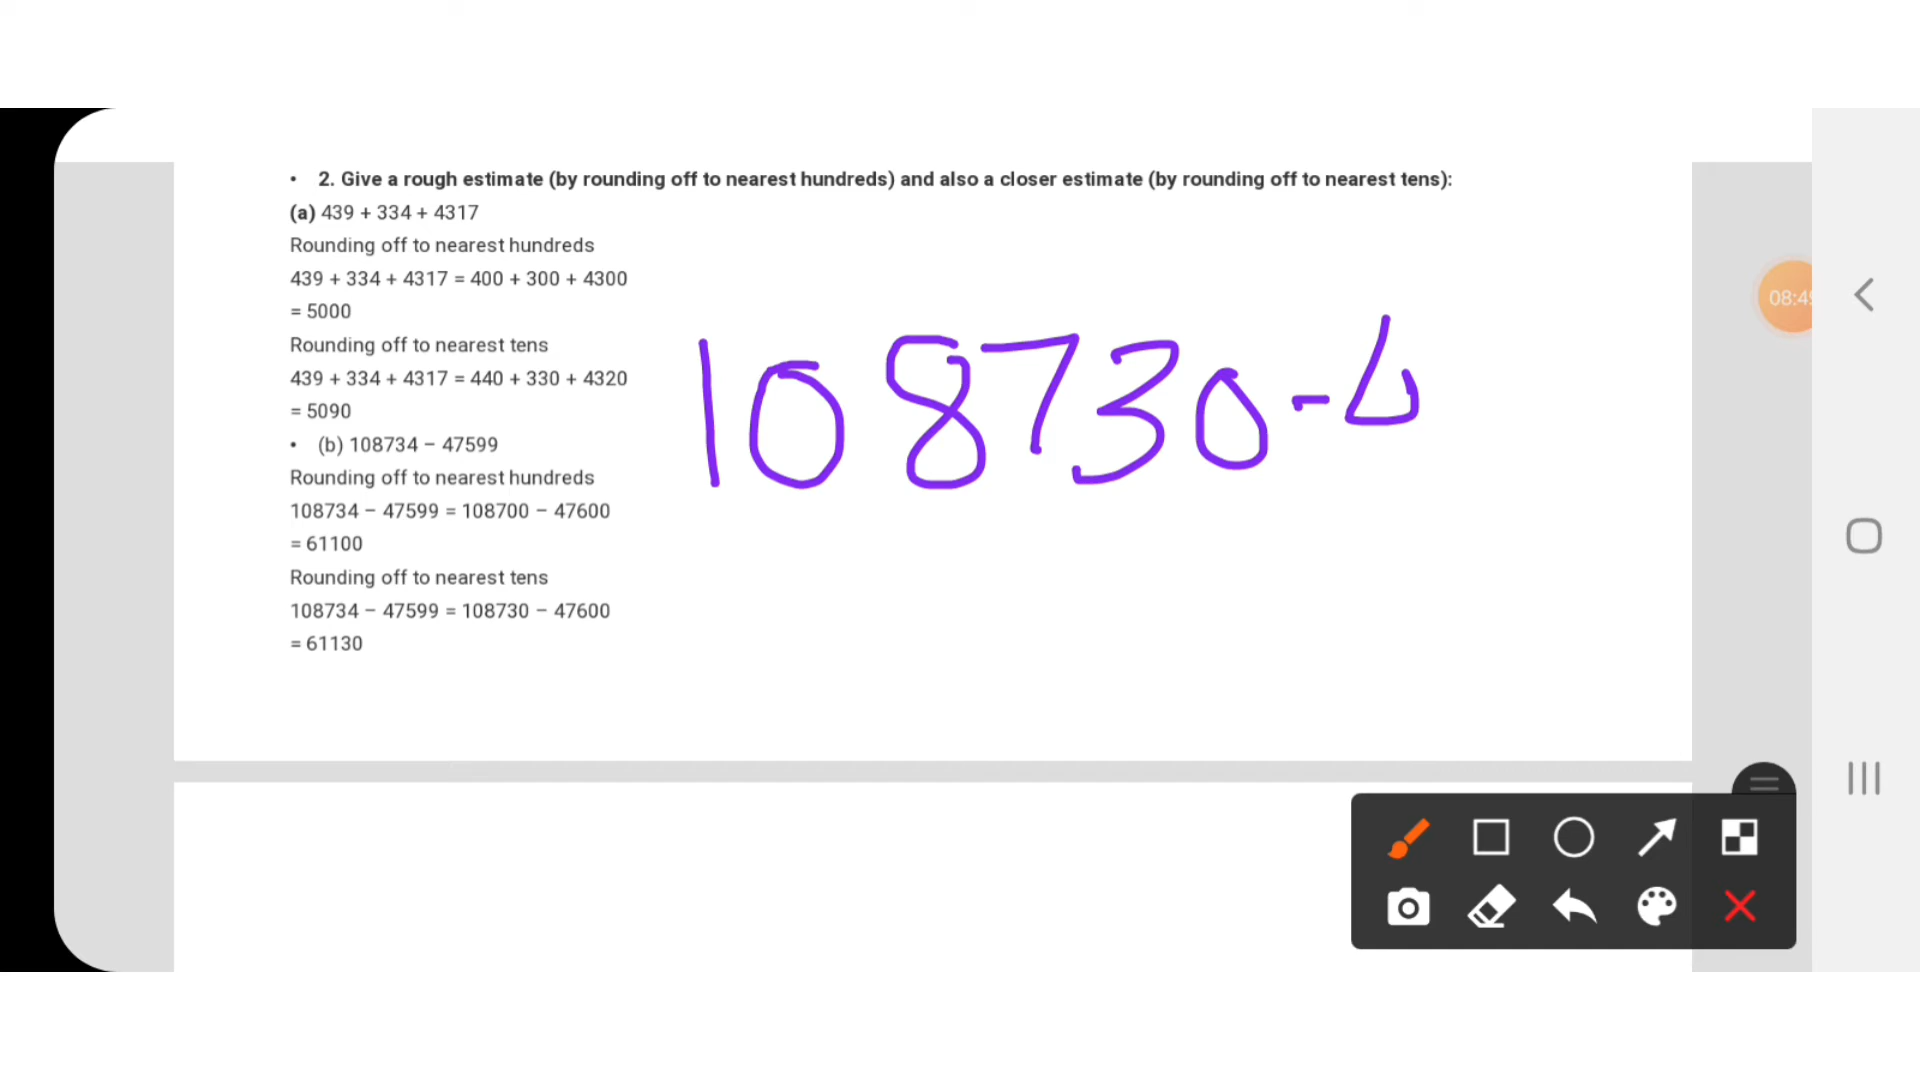 • 2. Give a rough estimate (by rounding off to nearest hundreds) and also a closer estimate (by rounding off to nearest tens):
(a) 439 + 334 + 4317
Rounding off to nearest hundreds
439 + 334 + 4317 = 400 + 300 + 4300
= 5000
Rounding off to nearest tens
439 + 334 + 4317 = 440 + 330 + 4320
= 5090
• (b) 108734 – 47599
Rounding off to nearest hundreds
108734 – 47599 = 108700 – 47600
= 61100
Rounding off to nearest tens
108734 – 47599 = 108730 – 47600
= 61130
108730-4